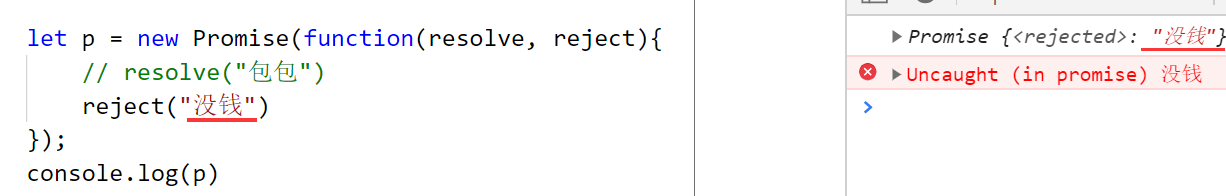 let p = new Promise(function(resolve, reject){
// resolve("包包")
reject("没钱")
});
console.log(p)
Promise {<rejected>: "没钱"}
Uncaught (in promise) 没钱
>